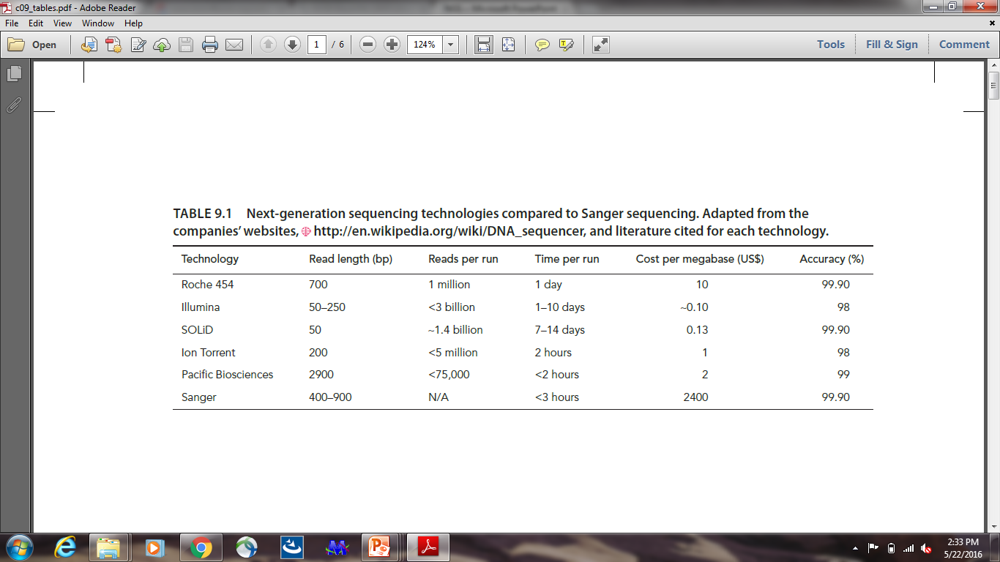 c09_tables.pdf - Adobe Reader
File Edit View Window Help
Open 1 / 6 124% Tools Fill & Sign Comment
TABLE 9.1 Next-generation sequencing technologies compared to Sanger sequencing. Adapted from the
companies' websites, http://en.wikipedia.org/wiki/DNA_sequencer, and literature cited for each technology.
Technology Read length (bp) Reads per run Time per run Cost per megabase (US$) Accuracy (%)
Roche 454 700 1 million 1 day 10 99.90
Illumina 50–250 <3 billion 1–10 days ~0.10 98
SOLiD 50 ~1.4 billion 7–14 days 0.13 99.90
Ion Torrent 200 <5 million 2 hours 1 98
Pacific Biosciences 2900 <75,000 <2 hours 2 99
Sanger 400–900 N/A <3 hours 2400 99.90
2:33 PM
5/22/2016